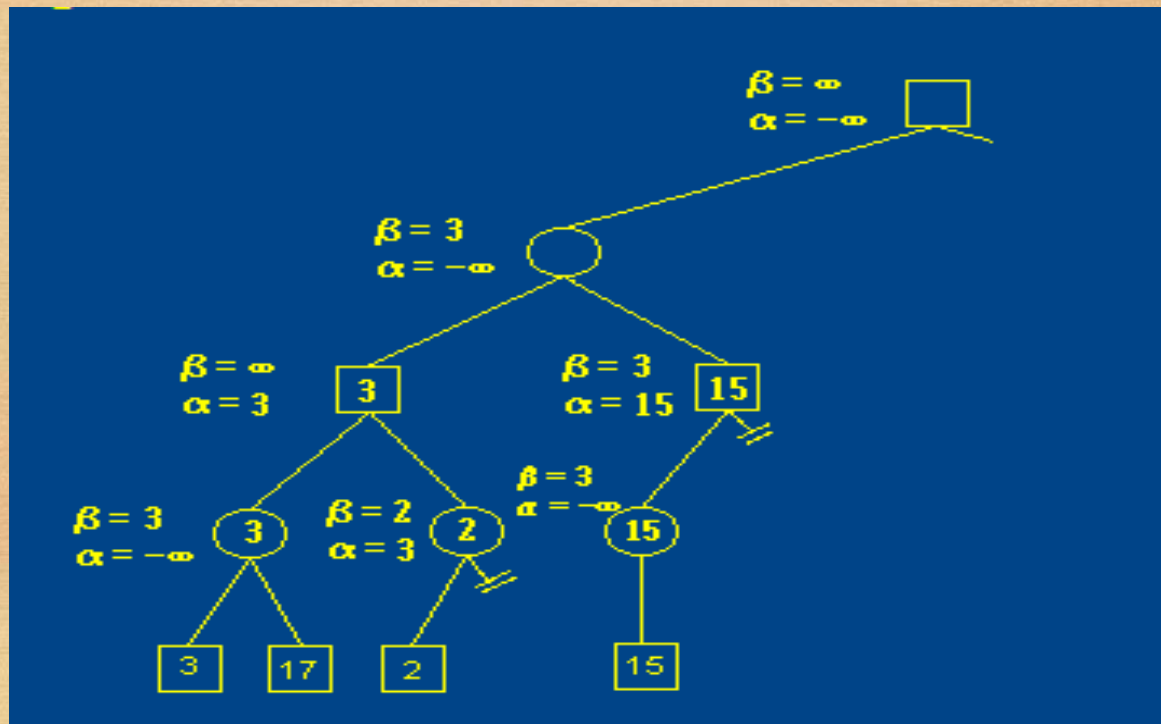 β = ∞
α = −∞
β = 3
α = −∞
β = ∞
α = 3
3
β = 3
α = 15
15
β = 3
α = −∞
3
β = 2
α = 3
2
β = 3
α = −∞
15
3
17
2
15